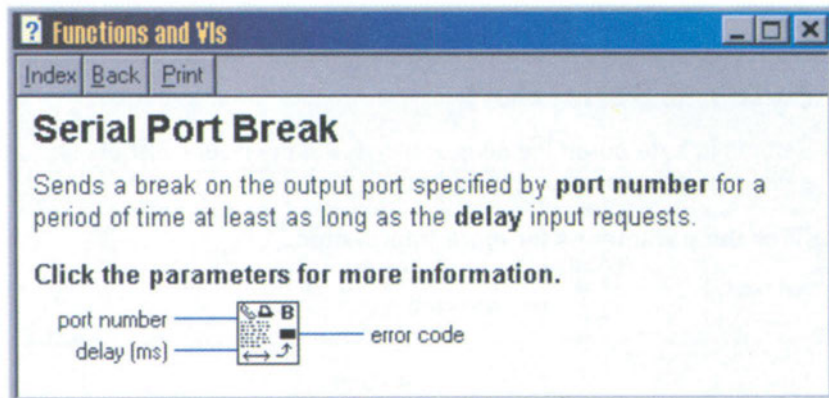 Functions and VIs
Index Back Print
Serial Port Break
Sends a break on the output port specified by port number for a
period of time at least as long as the delay input requests.
Click the parameters for more information.
port number
delay (ms)
B
error code